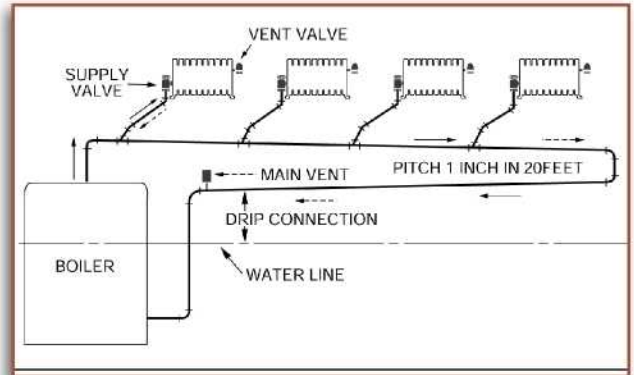 VENT VALVE
SUPPLY
VALVE
PITCH 1 INCH IN 20FEET
MAIN VENT
DRIP CONNECTION
BOILER
WATER LINE